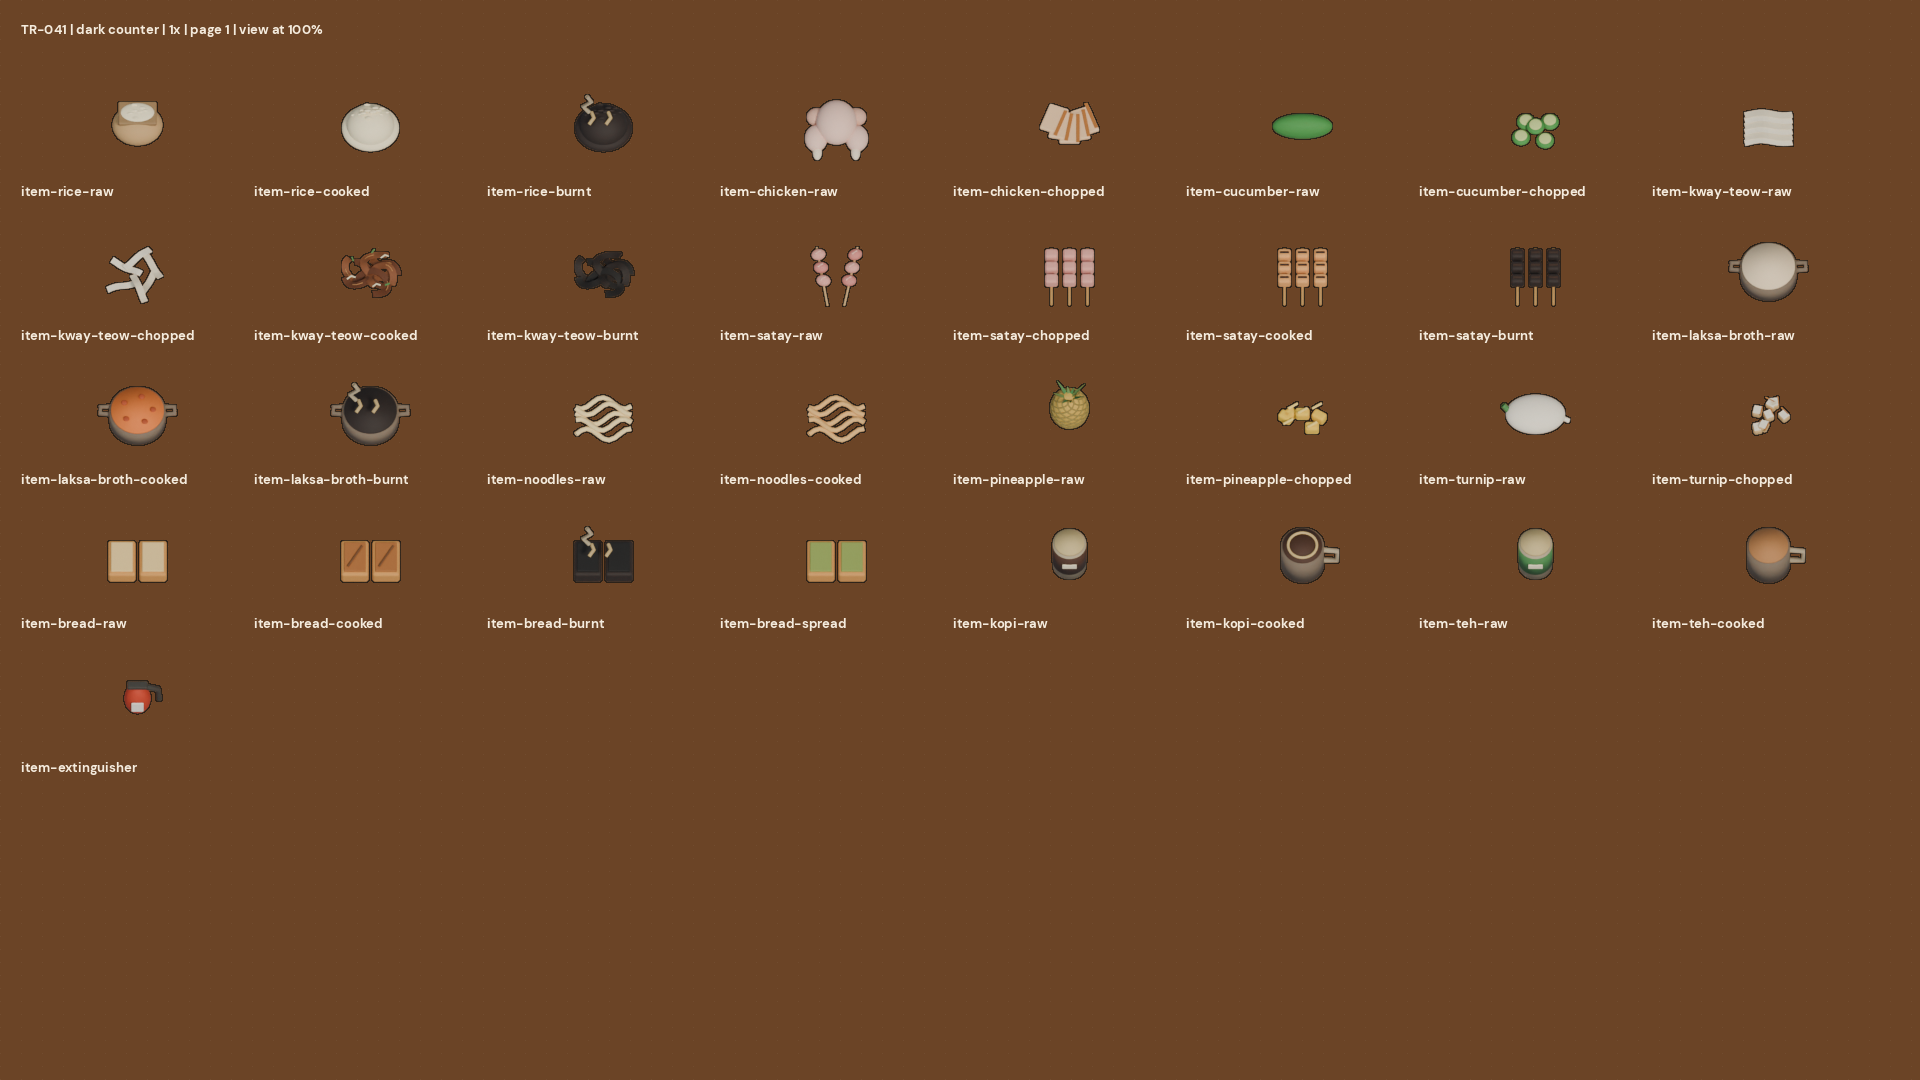 TR-041 | dark counter | 1x | page 1 | view at 100%
item-rice-raw
item-rice-cooked
item-rice-burnt
item-chicken-raw
item-chicken-chopped
item-cucumber-raw
item-cucumber-chopped
item-kway-teow-raw
item-kway-teow-chopped
item-kway-teow-cooked
item-kway-teow-burnt
item-satay-raw
item-satay-chopped
item-satay-cooked
item-satay-burnt
item-laksa-broth-raw
item-laksa-broth-cooked
item-laksa-broth-burnt
item-noodles-raw
item-noodles-cooked
item-pineapple-raw
item-pineapple-chopped
item-turnip-raw
item-turnip-chopped
item-bread-raw
item-bread-cooked
item-bread-burnt
item-bread-spread
item-kopi-raw
item-kopi-cooked
item-teh-raw
item-teh-cooked
item-extinguisher